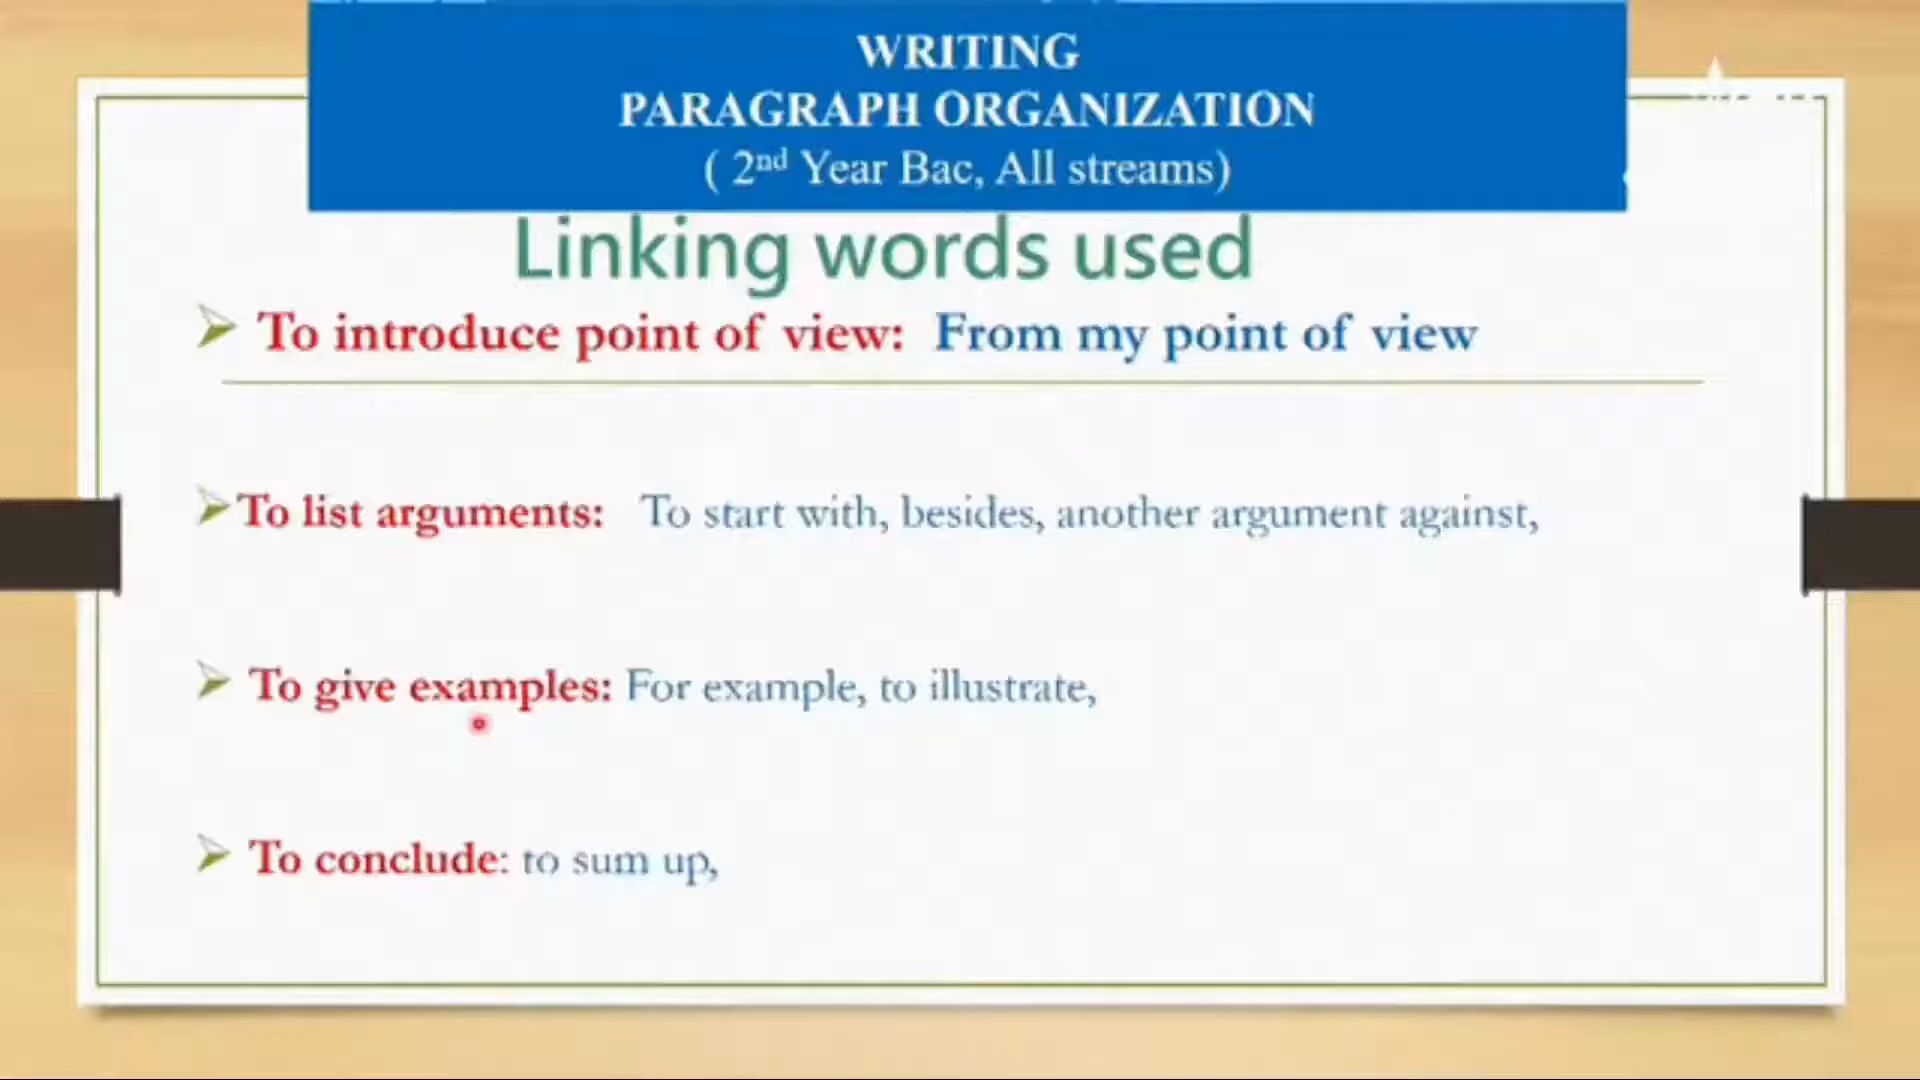 WRITING
PARAGRAPH ORGANIZATION
( 2nd Year Bac, All streams)
Linking words used
To introduce point of view: From my point of view
To list arguments: To start with, besides, another argument against,
To give examples: For example, to illustrate,
To conclude: to sum up,